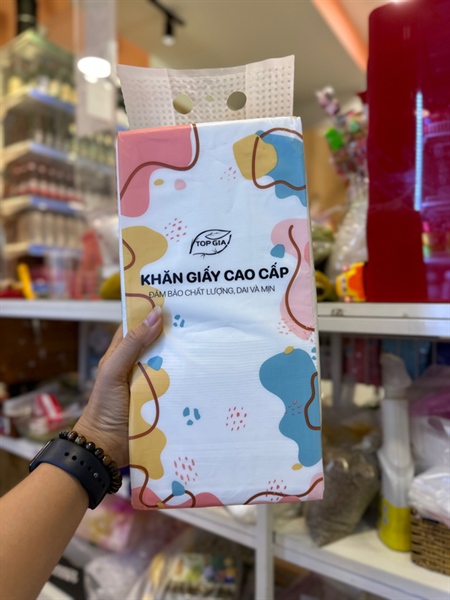 TOP GIA
KHĂN GIẤY CAO CẤP
ĐẢM BẢO CHẤT LƯỢNG, DAI VÀ MỊN